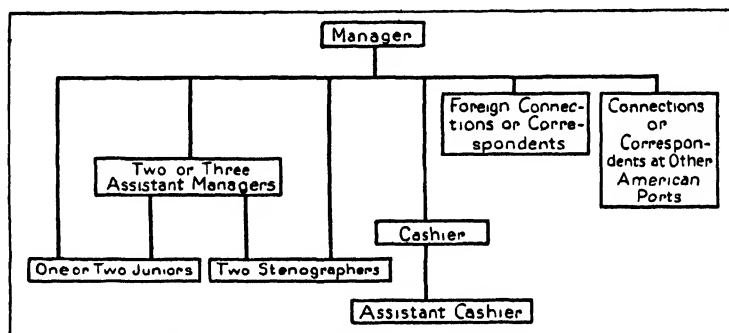 Manager
Foreign Connec-
tions or Corre-
spondents
Connections
or
Correspon-
dents at Other
American
Ports
Two or Three
Assistant Managers
Cashier
One or Two Juniors
Two Stenographers
Assistant Cashier